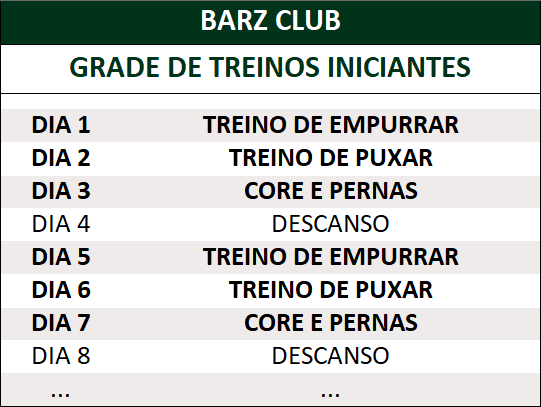 BARZ CLUB
GRADE DE TREINOS INICIANTES
DIA 1 TREINO DE EMPURRAR
DIA 2 TREINO DE PUXAR
DIA 3 CORE E PERNAS
DIA 4 DESCANSO
DIA 5 TREINO DE EMPURRAR
DIA 6 TREINO DE PUXAR
DIA 7 CORE E PERNAS
DIA 8 DESCANSO
... ...